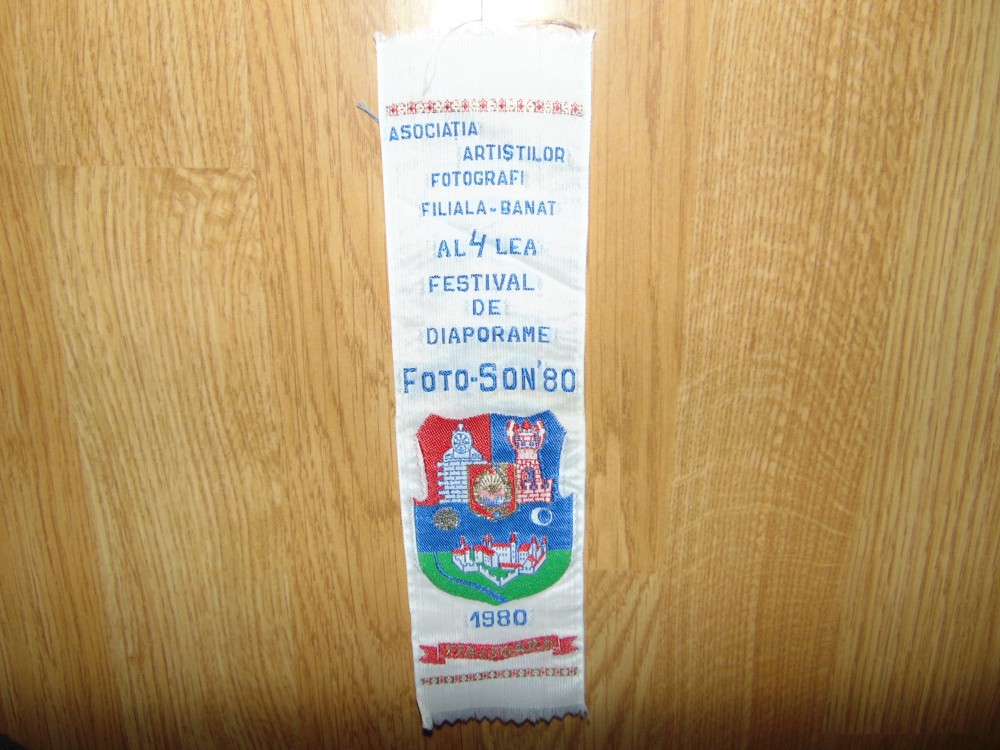 ASOCIAȚIA
ARTIȘTILOR
FOTOGRAFI
FILIALA-BANAT
AL 4 LEA
FESTIVAL
DE
DIAPORAME
FOTO-SON'80
1980